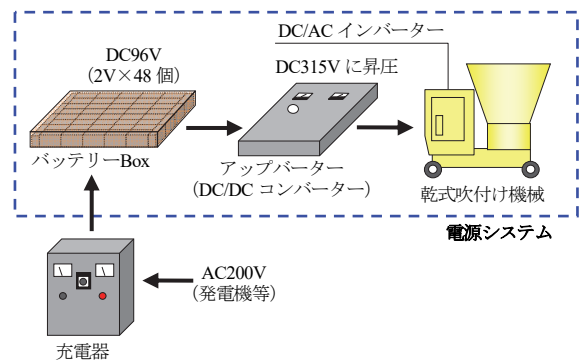 DC/AC インバーター
DC96V
(2V×48 個)
DC315V に昇圧
バッテリーBox
アップバーター
(DC/DC コンバーター)
乾式吹付け機械
電源システム
AC200V
(発電機等)
充電器